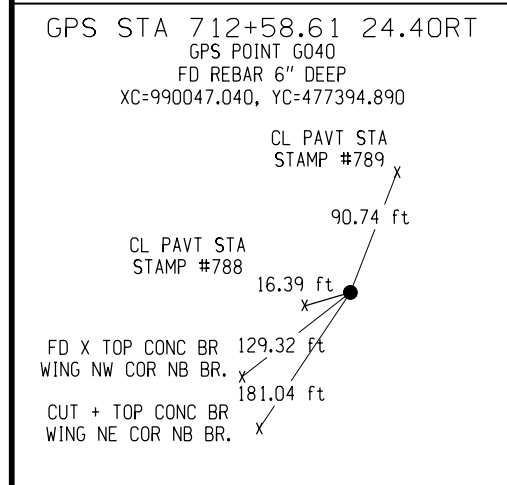 GPS STA 712+58.61 24.40RT
GPS POINT G040
FD REBAR 6" DEEP
XC=990047.040, YC=477394.890
CL PAVT STA
STAMP #789
X
90.74 ft
CL PAVT STA
STAMP #788
16.39 ft
X
FD X TOP CONC BR
WING NW COR NB BR.
129.32 ft
X
181.04 ft
CUT + TOP CONC BR
WING NE COR NB BR.
X